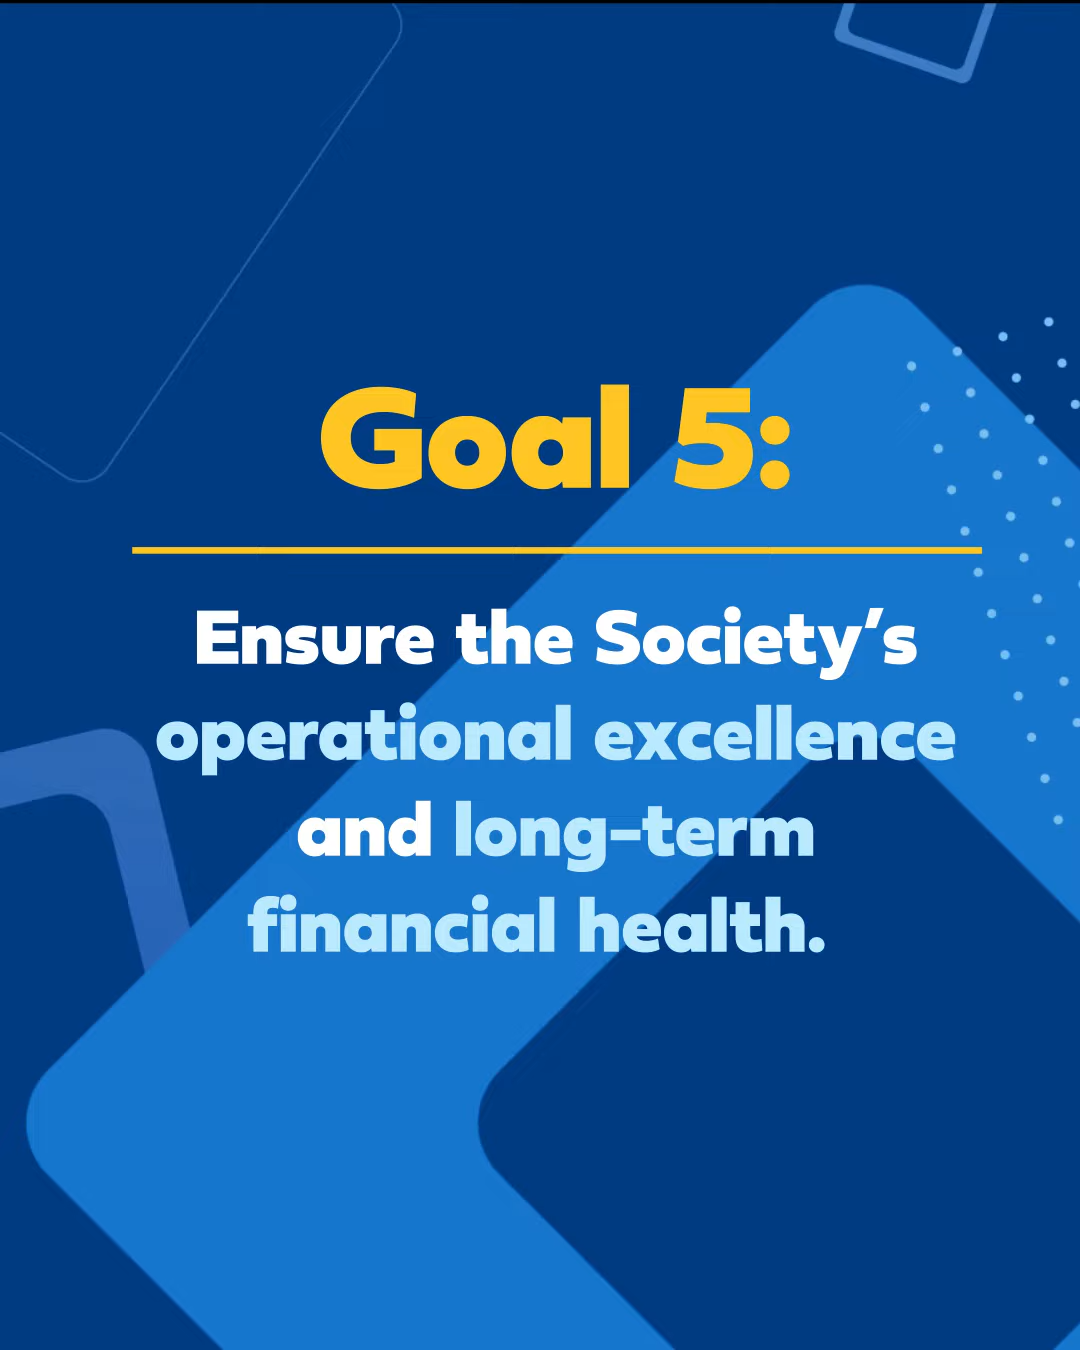 Goal 5:
Ensure the Society’s
operational excellence
and long-term
financial health.